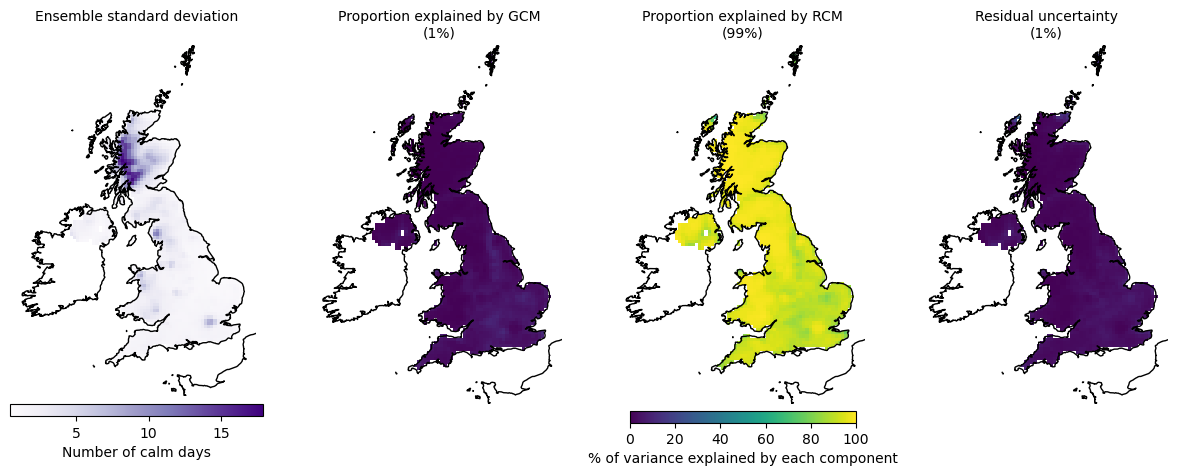 Ensemble standard deviation
Proportion explained by GCM
(1%)
Proportion explained by RCM
(99%)
Residual uncertainty
(1%)
5 10 15
Number of calm days
0 20 40 60 80 100
% of variance explained by each component